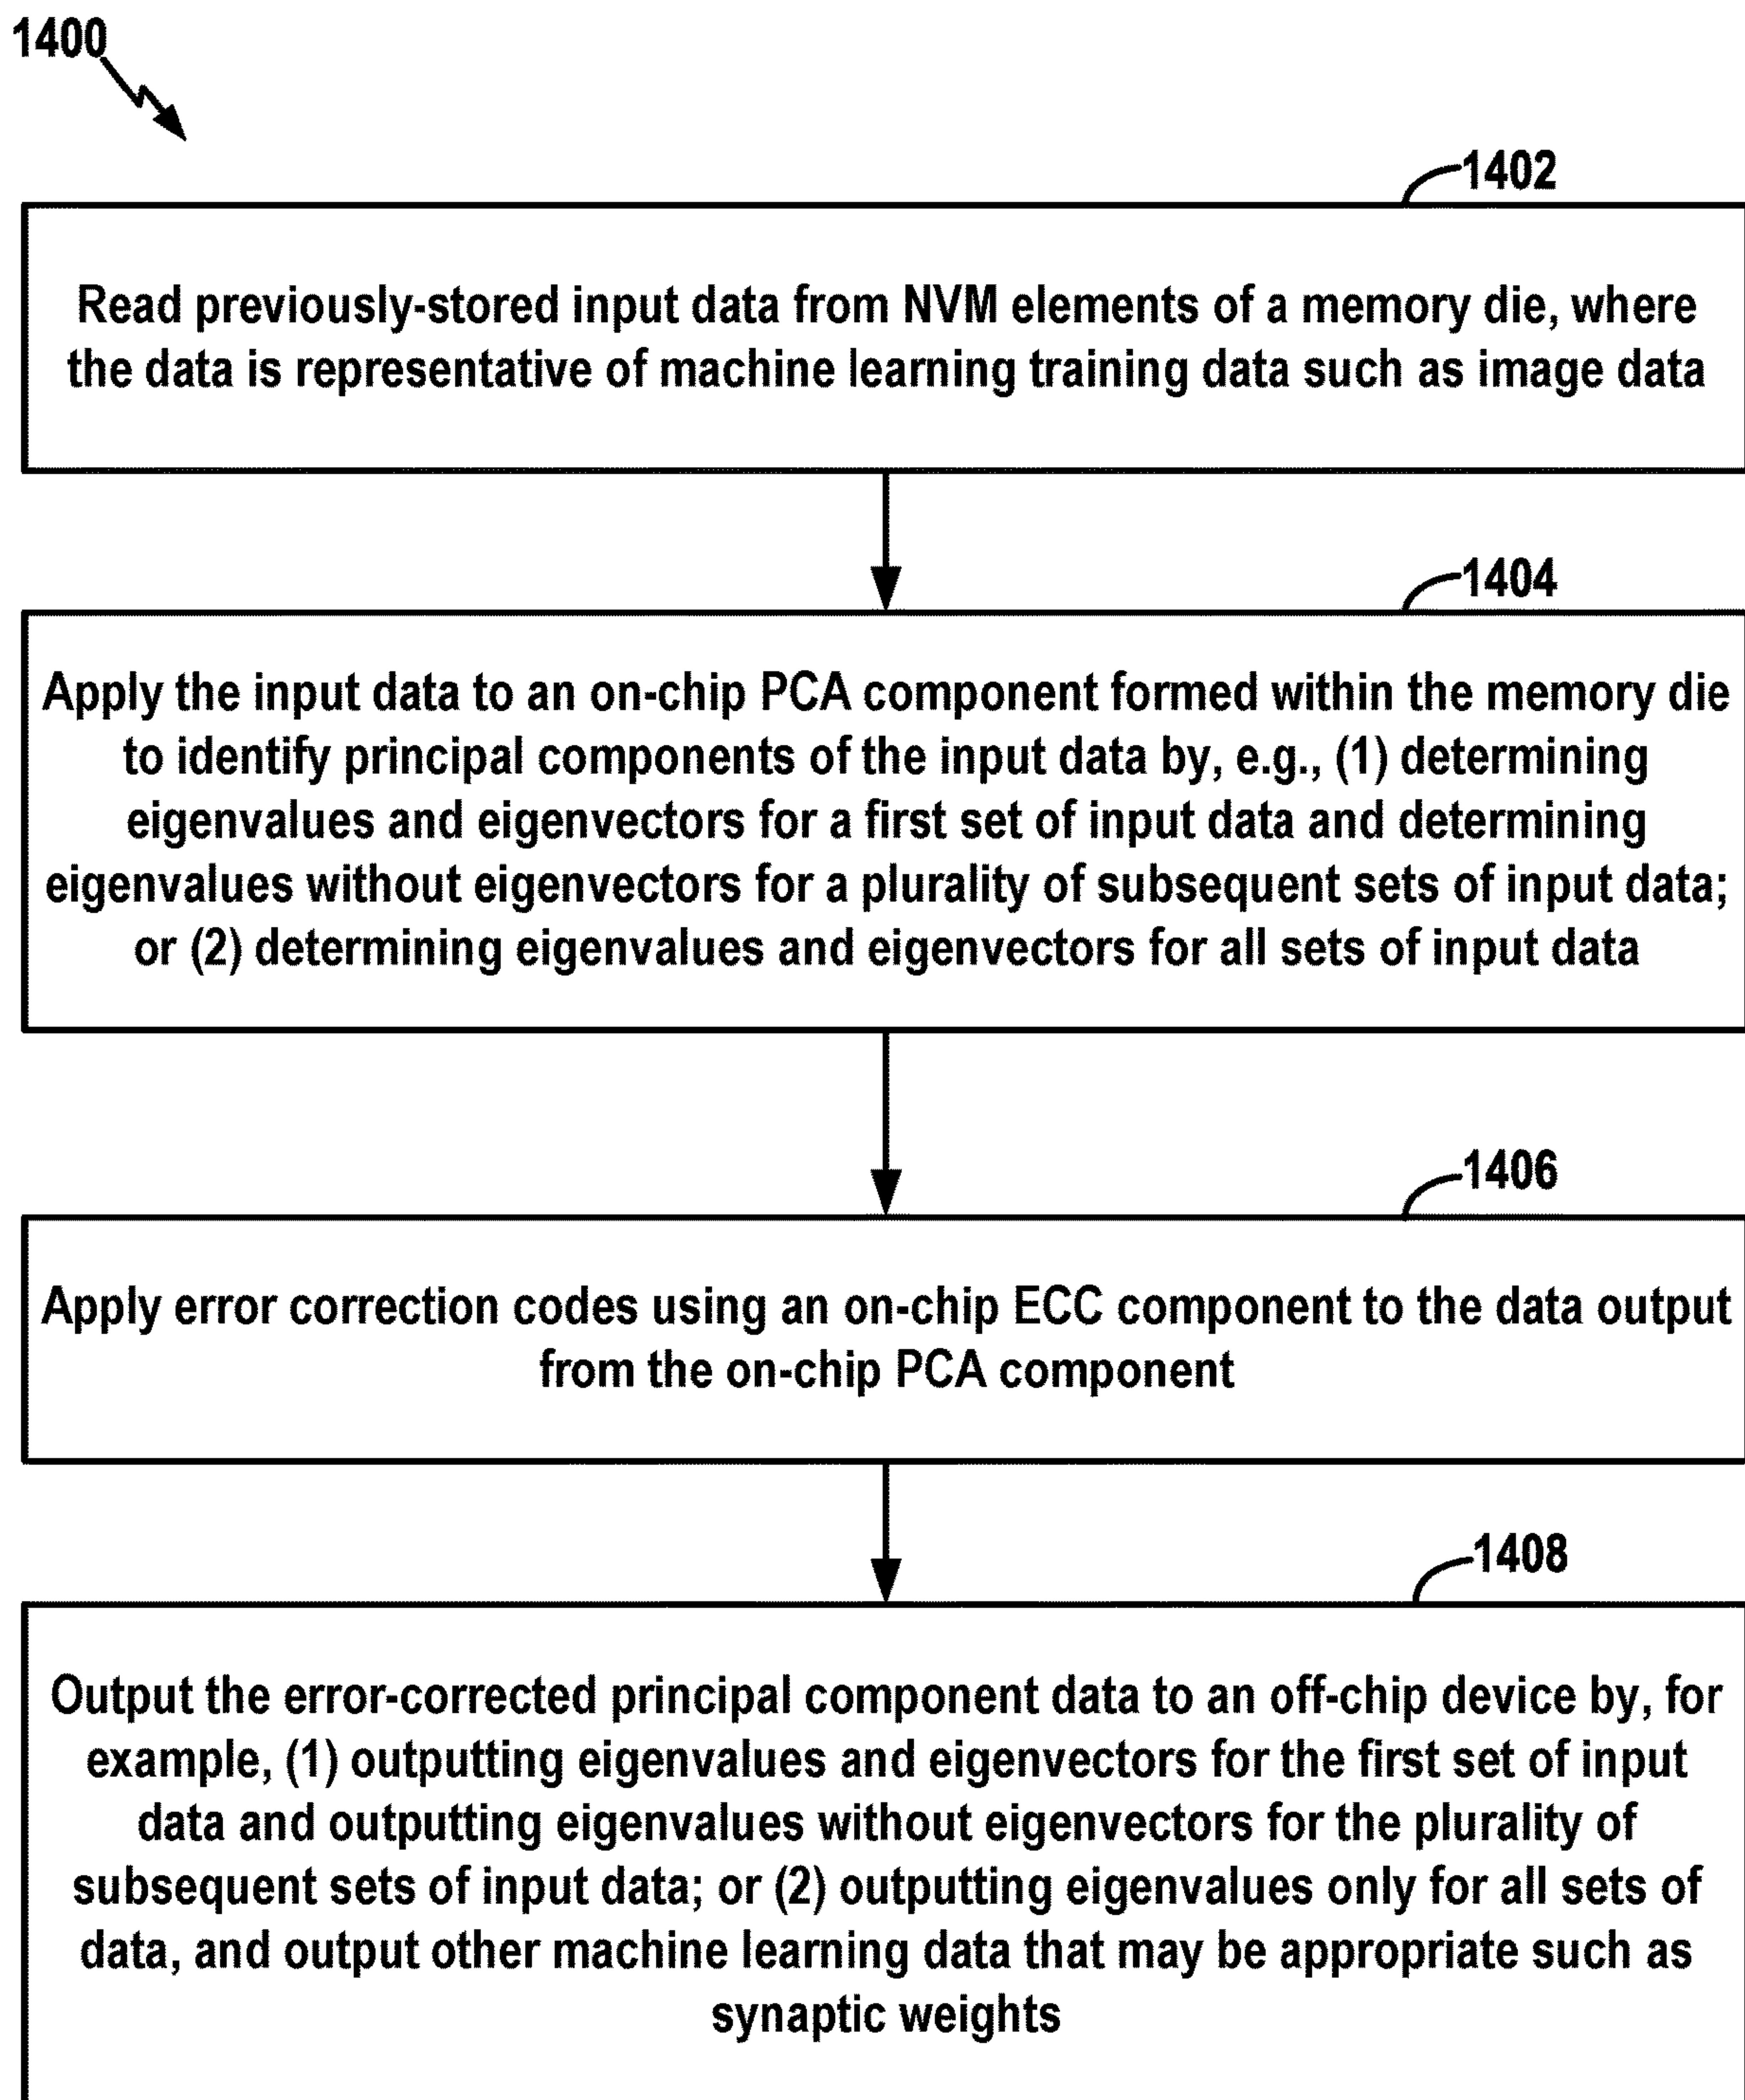 1400
1402
Read previously-stored input data from NVM elements of a memory die, where
the data is representative of machine learning training data such as image data
1404
Apply the input data to an on-chip PCA component formed within the memory die
to identify principal components of the input data by, e.g., (1) determining
eigenvalues and eigenvectors for a first set of input data and determining
eigenvalues without eigenvectors for a plurality of subsequent sets of input data;
or (2) determining eigenvalues and eigenvectors for all sets of input data
1406
Apply error correction codes using an on-chip ECC component to the data output
from the on-chip PCA component
1408
Output the error-corrected principal component data to an off-chip device by, for
example, (1) outputting eigenvalues and eigenvectors for the first set of input
data and outputting eigenvalues without eigenvectors for the plurality of
subsequent sets of input data; or (2) outputting eigenvalues only for all sets of
data, and output other machine learning data that may be appropriate such as
synaptic weights